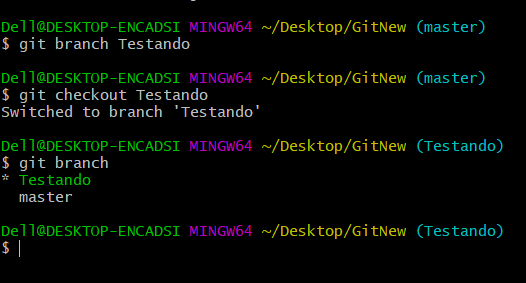 Dell@DESKTOP-ENCADSI MINGW64 ~/Desktop/GitNew (master)
$ git branch Testando
Dell@DESKTOP-ENCADSI MINGW64 ~/Desktop/GitNew (master)
$ git checkout Testando
Switched to branch 'Testando'
Dell@DESKTOP-ENCADSI MINGW64 ~/Desktop/GitNew (Testando)
$ git branch
* Testando
  master
Dell@DESKTOP-ENCADSI MINGW64 ~/Desktop/GitNew (Testando)
$